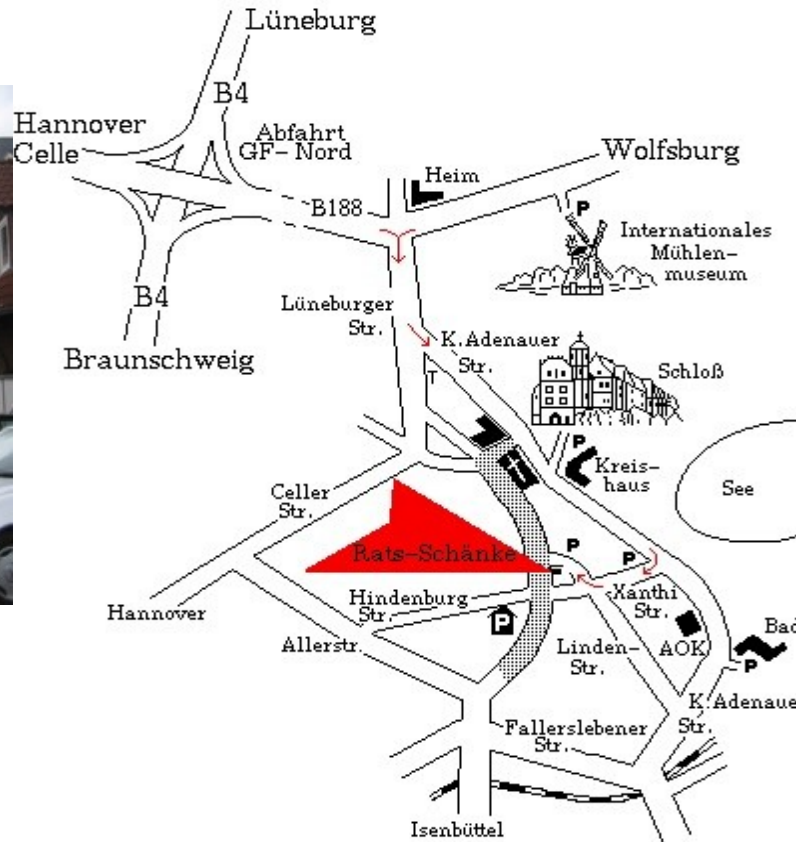 Lüneburg
B4
Hannover
Celle
Abfahrt
GF-Nord
Heim
Wolfsburg
B188
P
Internationales
Mühlen-
museum
B4
Lüneburger
Str.
K.Adenauer
Str.
Braunschweig
T
Schloß
P
Kreis-
haus
See
Celler
Str.
Rats-Schänke
P
P
Hindenburg
Str.
Xanthi
Str.
Hannover
P
Allerstr.
Linden-
Str.
AOK
Bad
P
K.Adenauer
Str.
Fallerslebener
Str.
Isenbüttel